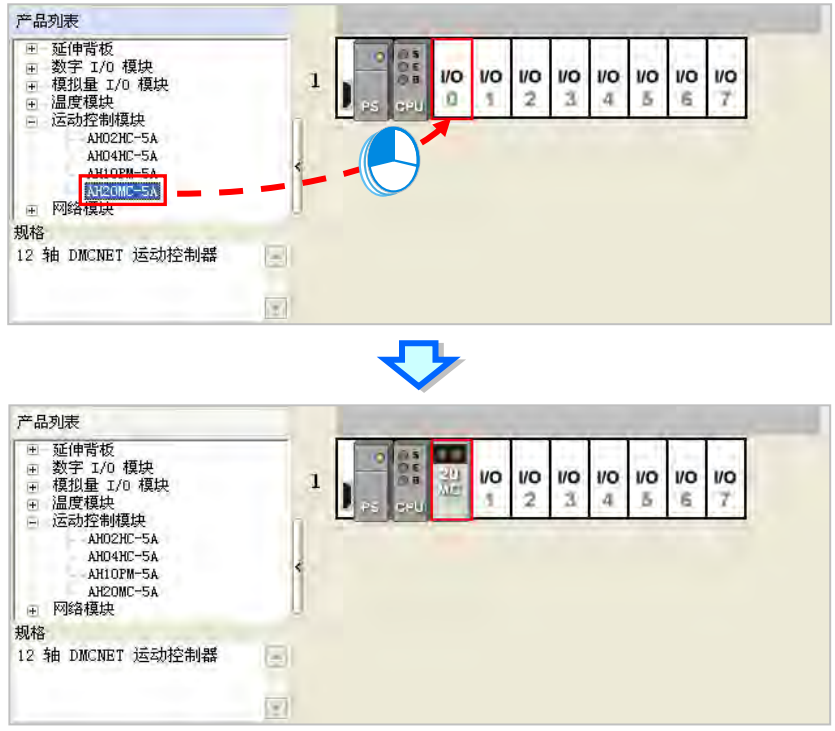 产品列表
延伸背板
数字 I/O 模块
模拟量 I/O 模块
温度模块
运动控制模块
AH02HC-5A
AH04HC-5A
AH10PM-5A
AH20MC-5A
网络模块
规格
12 轴 DMCNET 运动控制器
1
PS
CPU
S
E
B
I/O I/O I/O I/O I/O I/O I/O I/O
0 1 2 3 4 5 6 7
产品列表
延伸背板
数字 I/O 模块
模拟量 I/O 模块
温度模块
运动控制模块
AH02HC-5A
AH04HC-5A
AH10PM-5A
AH20MC-5A
网络模块
规格
12 轴 DMCNET 运动控制器
1
PS
CPU
S
E
B
20
MC
I/O I/O I/O I/O I/O I/O I/O
1 2 3 4 5 6 7